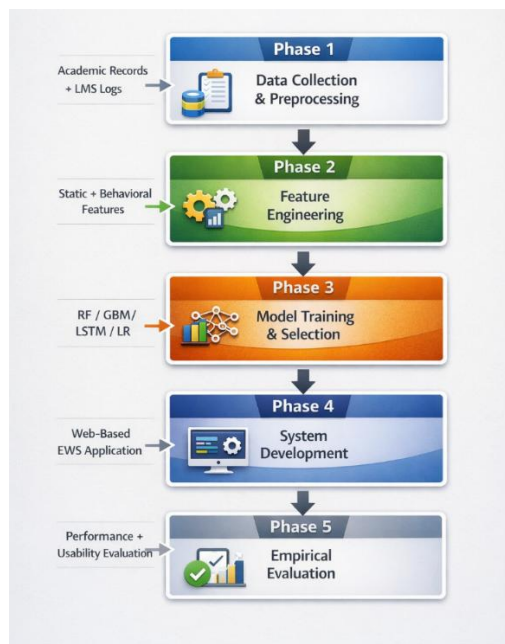 Phase 1
Academic Records
+ LMS Logs
Data Collection
& Preprocessing
Phase 2
Static + Behavioral
Features
Feature
Engineering
Phase 3
RF / GBM/
LSTM / LR
Model Training
& Selection
Phase 4
Web-Based
EWS Application
System
Development
Phase 5
Performance +
Usability Evaluation
Empirical
Evaluation